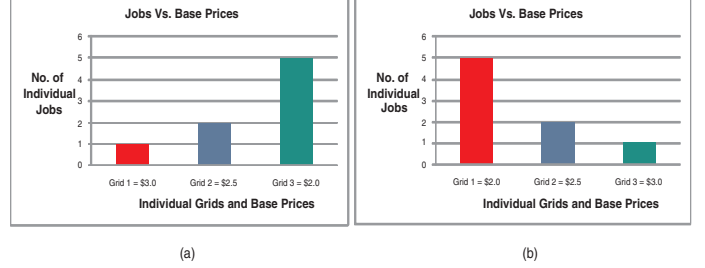 Jobs Vs. Base Prices
6
5
4
3
2
1
0
No. of
Individual
Jobs
Grid 1 = $3.0 Grid 2 = $2.5 Grid 3 = $2.0
Individual Grids and Base Prices
(a)
Jobs Vs. Base Prices
6
5
4
3
2
1
0
No. of
Individual
Jobs
Grid 1 = $2.0 Grid 2 = $2.5 Grid 3 = $3.0
Individual Grids and Base Prices
(b)